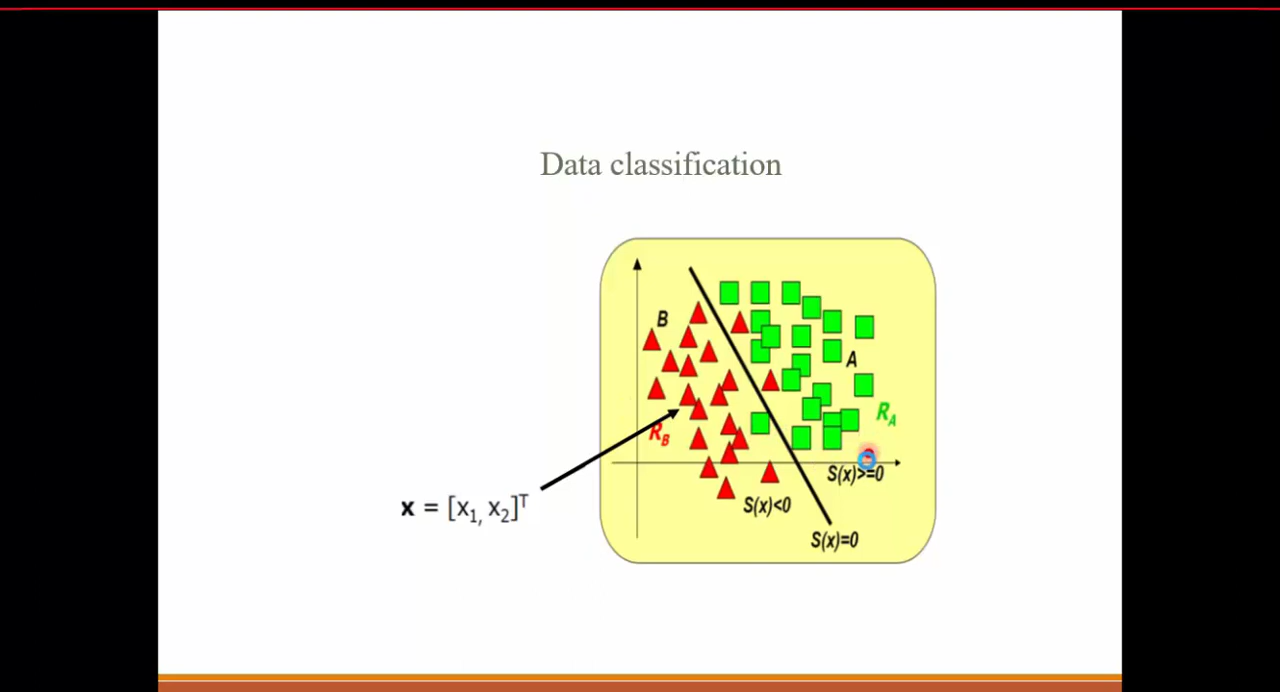 Data classification
B
A
R_A
R_B
S(x)>=0
x = [x₁, x₂]ᵀ
S(x)<0
S(x)=0